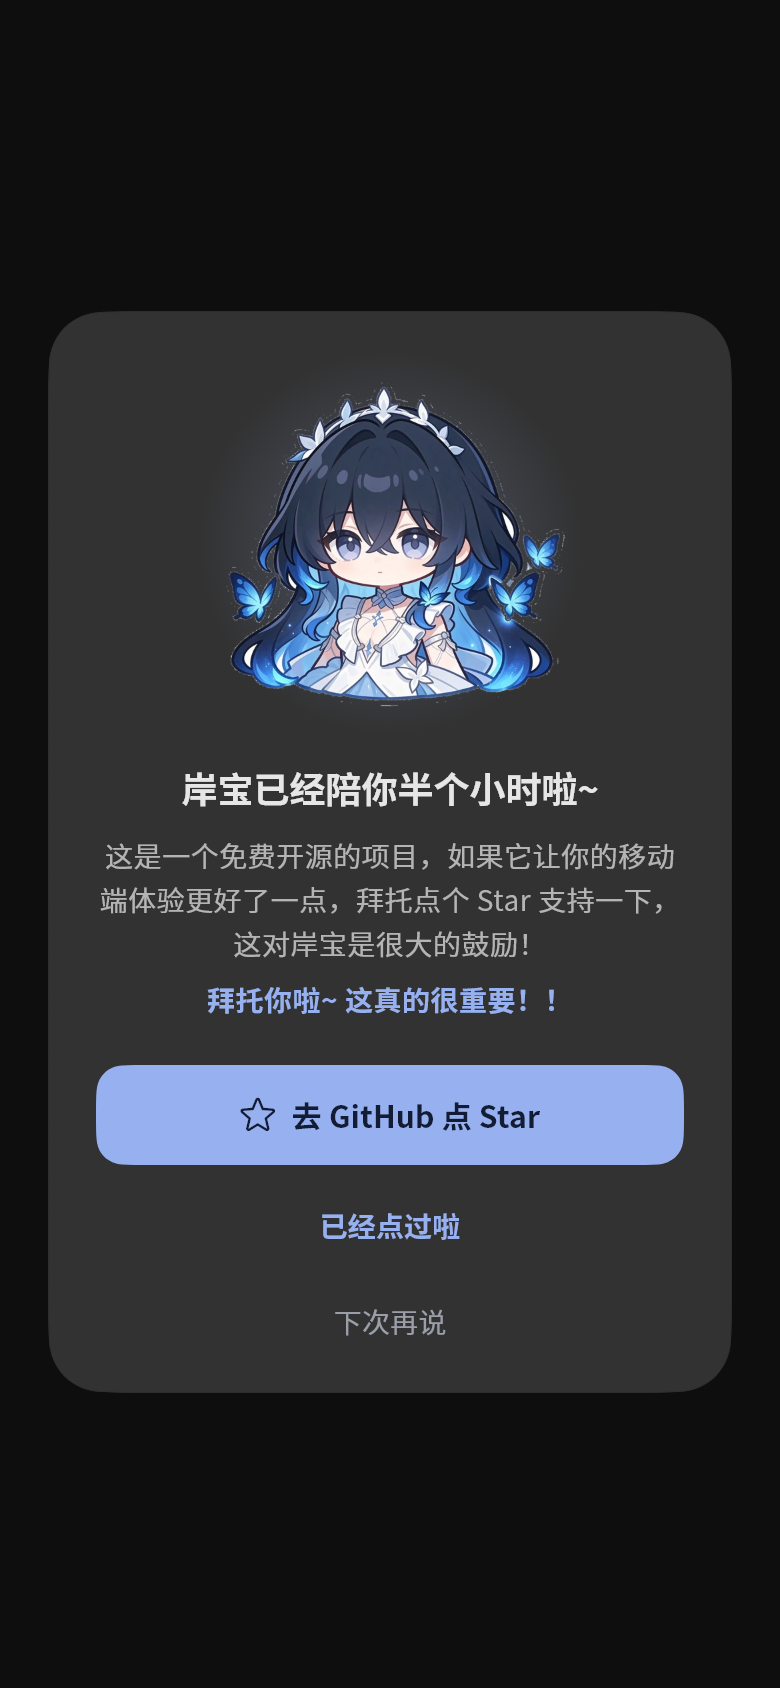 岸宝已经陪你半个小时啦~
这是一个免费开源的项目，如果它让你的移动
端体验更好了一点，拜托点个 Star 支持一下，
这对岸宝是很大的鼓励！
拜托你啦~ 这真的很重要！！
去 GitHub 点 Star
已经点过啦
下次再说